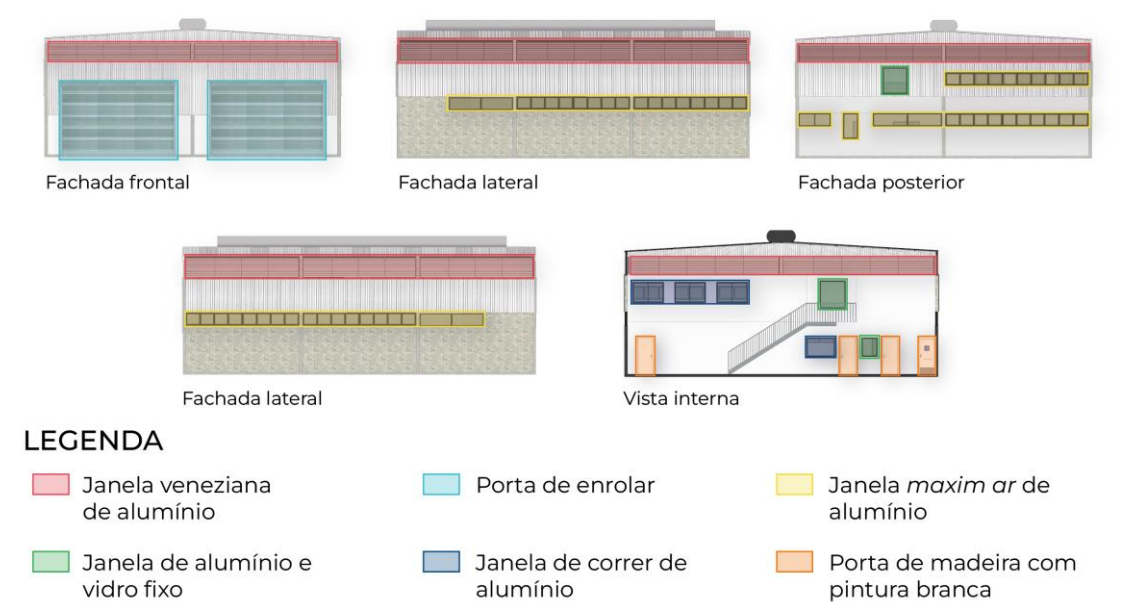 Fachada frontal
Fachada lateral
Fachada posterior
Fachada lateral
Vista interna
LEGENDA
Janela veneziana
de alumínio
Porta de enrolar
Janela maxim ar de
alumínio
Janela de alumínio e
vidro fixo
Janela de correr de
alumínio
Porta de madeira com
pintura branca